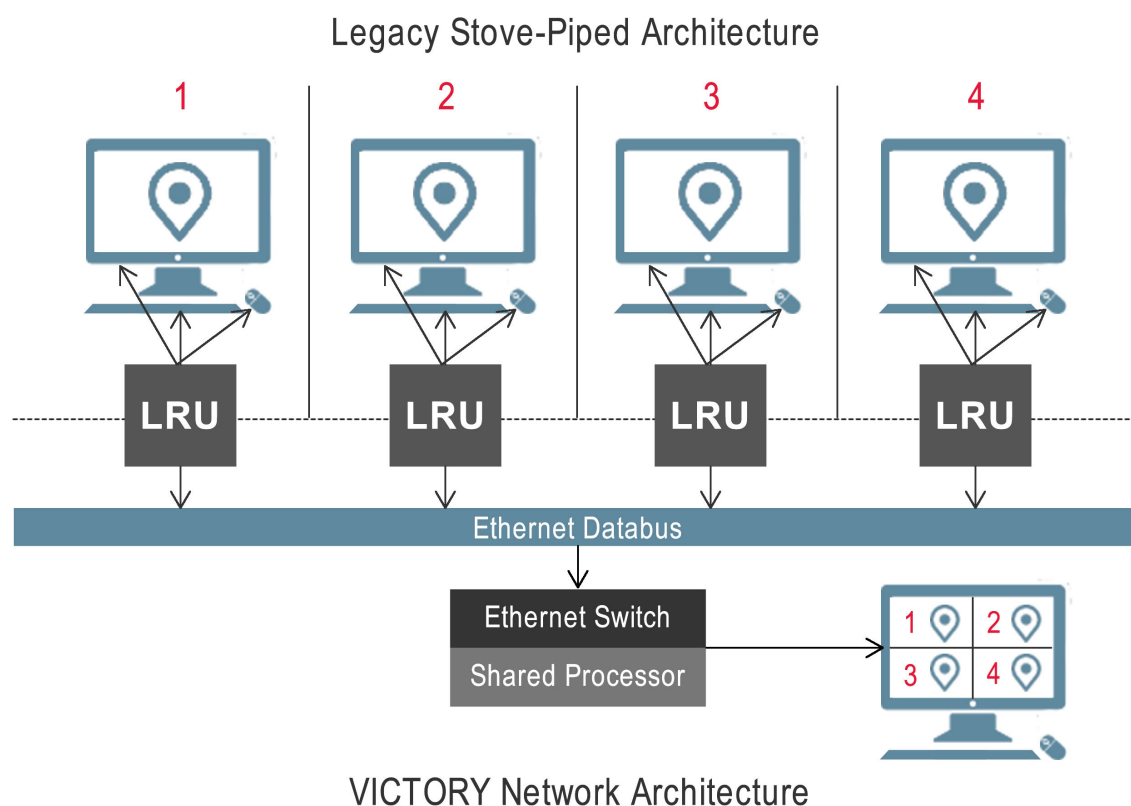 Legacy Stove-Piped Architecture
1 2 3 4
LRU LRU LRU LRU
Ethernet Databus
Ethernet Switch
Shared Processor
1 2
3 4
VICTORY Network Architecture